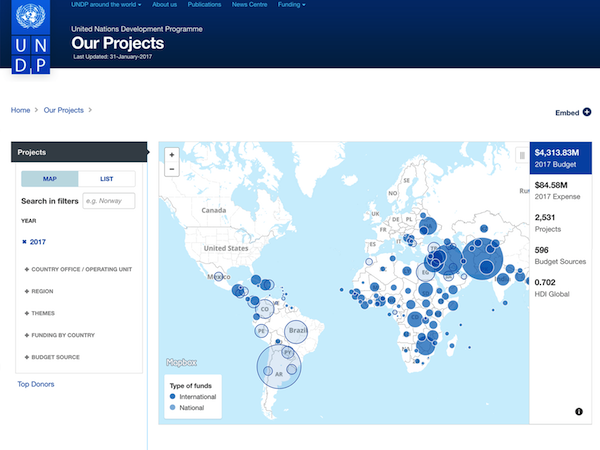 UNDP around the world About us Publications News Centre Funding
U N
D P
United Nations Development Programme
Our Projects
Last Updated: 31-January-2017
Home > Our Projects >
Embed
Projects
MAP LIST
Search in filters e.g. Norway
YEAR
× 2017
+ COUNTRY OFFICE / OPERATING UNIT
+ REGION
+ THEMES
+ FUNDING BY COUNTRY
+ BUDGET SOURCE
Top Donors
+
−
Canada
United States
Mexico
CO
PE
Brazil
PY
AR
SE
NO
UK
DE
PL
FR
ES
IT
TR
EG
Rus
Mapbox
Type of funds
International
National
$4,313.83M
2017 Budget
$84.58M
2017 Expense
2,531
Projects
596
Budget Sources
0.702
HDI Global